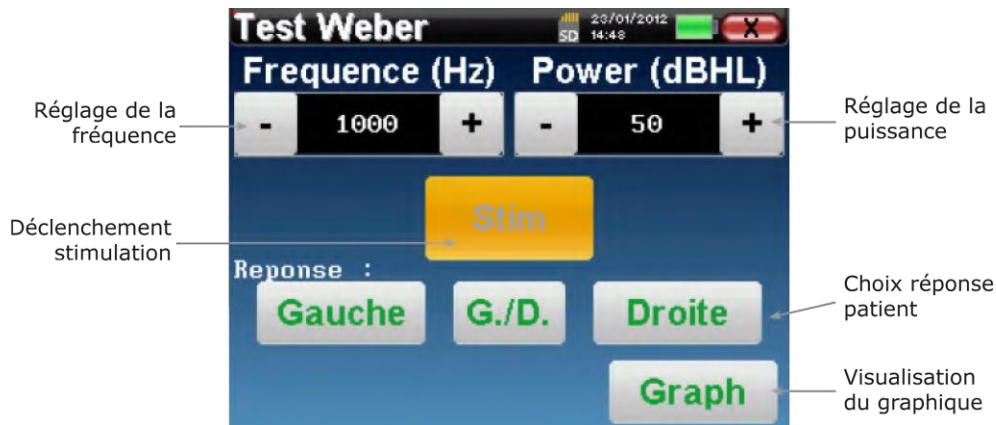 Test Weber
SD
23/01/2012
14:48
X
Frequence (Hz) Power (dBHL)
Réglage de la
fréquence
- 1000 + - 50 +
Réglage de la
puissance
Déclenchement
stimulation
Stim
Reponse :
Gauche G./D. Droite
Choix réponse
patient
Graph
Visualisation
du graphique